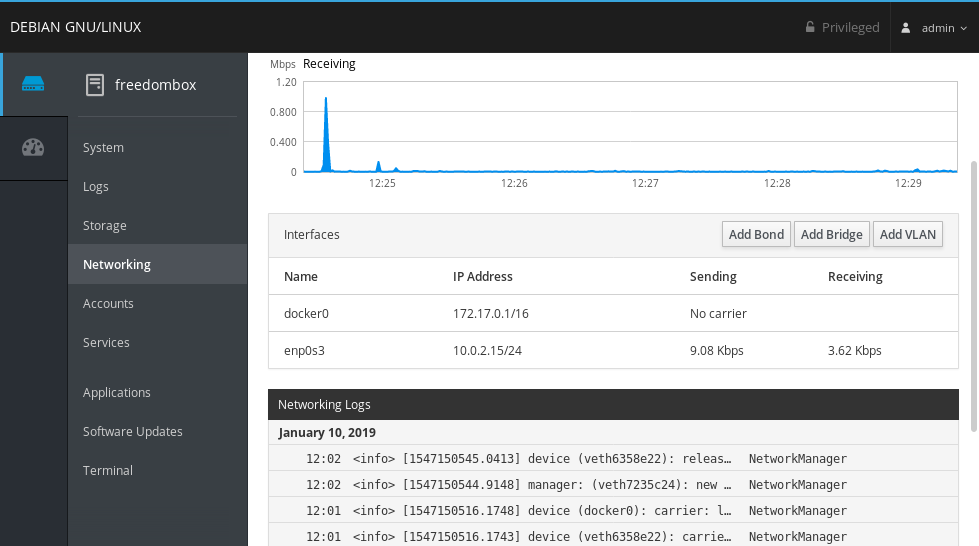 DEBIAN GNU/LINUX Privileged admin
freedombox
System
Logs
Storage
Networking
Accounts
Services
Applications
Software Updates
Terminal
Mbps Receiving
1.20
0.800
0.400
0
12:25 12:26 12:27 12:28 12:29
Interfaces Add Bond Add Bridge Add VLAN
Name IP Address Sending Receiving
docker0 172.17.0.1/16 No carrier
enp0s3 10.0.2.15/24 9.08 Kbps 3.62 Kbps
Networking Logs
January 10, 2019
12:02 <info> [1547150545.0413] device (veth6358e22): releas… NetworkManager
12:02 <info> [1547150544.9148] manager: (veth7235c24): new … NetworkManager
12:01 <info> [1547150516.1748] device (docker0): carrier: l… NetworkManager
12:01 <info> [1547150516.1743] device (veth6358e22): carrie… NetworkManager